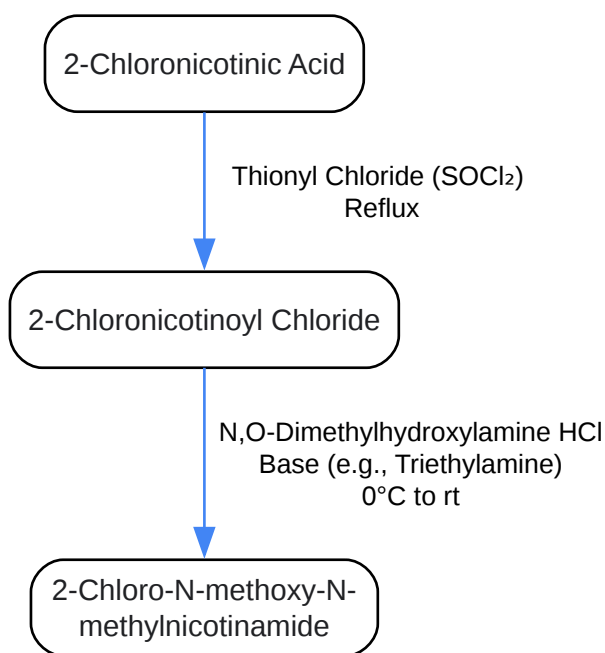 2-Chloronicotinic Acid
Thionyl Chloride (SOCl₂)
Reflux
2-Chloronicotinoyl Chloride
N,O-Dimethylhydroxylamine HCl
Base (e.g., Triethylamine)
0°C to rt
2-Chloro-N-methoxy-N-
methylnicotinamide